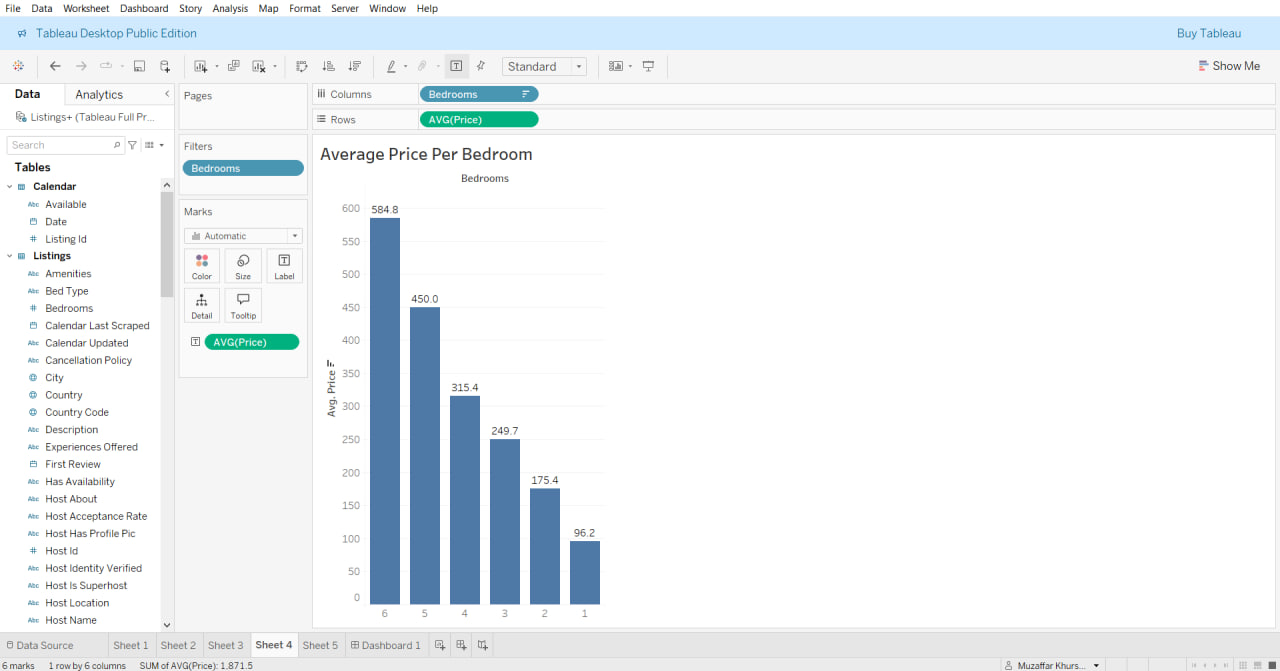 File Data Worksheet Dashboard Story Analysis Map Format Server Window Help
Tableau Desktop Public Edition Buy Tableau
Standard Show Me
Data Analytics
Listings+ (Tableau Full Pr...
Search
Tables
Calendar
Abc Available
Date
Listing Id
Listings
Abc Amenities
Abc Bed Type
Bedrooms
Calendar Last Scraped
Abc Calendar Updated
Abc Cancellation Policy
City
Country
Country Code
Abc Description
Abc Experiences Offered
First Review
Abc Has Availability
Abc Host About
Abc Host Acceptance Rate
Abc Host Has Profile Pic
Host Id
Abc Host Identity Verified
Abc Host Is Superhost
Abc Host Location
Abc Host Name
Pages
Filters
Bedrooms
Marks
Automatic
Color Size Label
Detail Tooltip
AVG(Price)
Columns Bedrooms
Rows AVG(Price)
Average Price Per Bedroom
Bedrooms
Avg. Price
600
550
500
450
400
350
300
250
200
150
100
50
0
584.8
450.0
315.4
249.7
175.4
96.2
6 5 4 3 2 1
Data Source Sheet 1 Sheet 2 Sheet 3 Sheet 4 Sheet 5 Dashboard 1
6 marks 1 row by 6 columns SUM of AVG(Price): 1,871.5 Muzaffar Khurs...